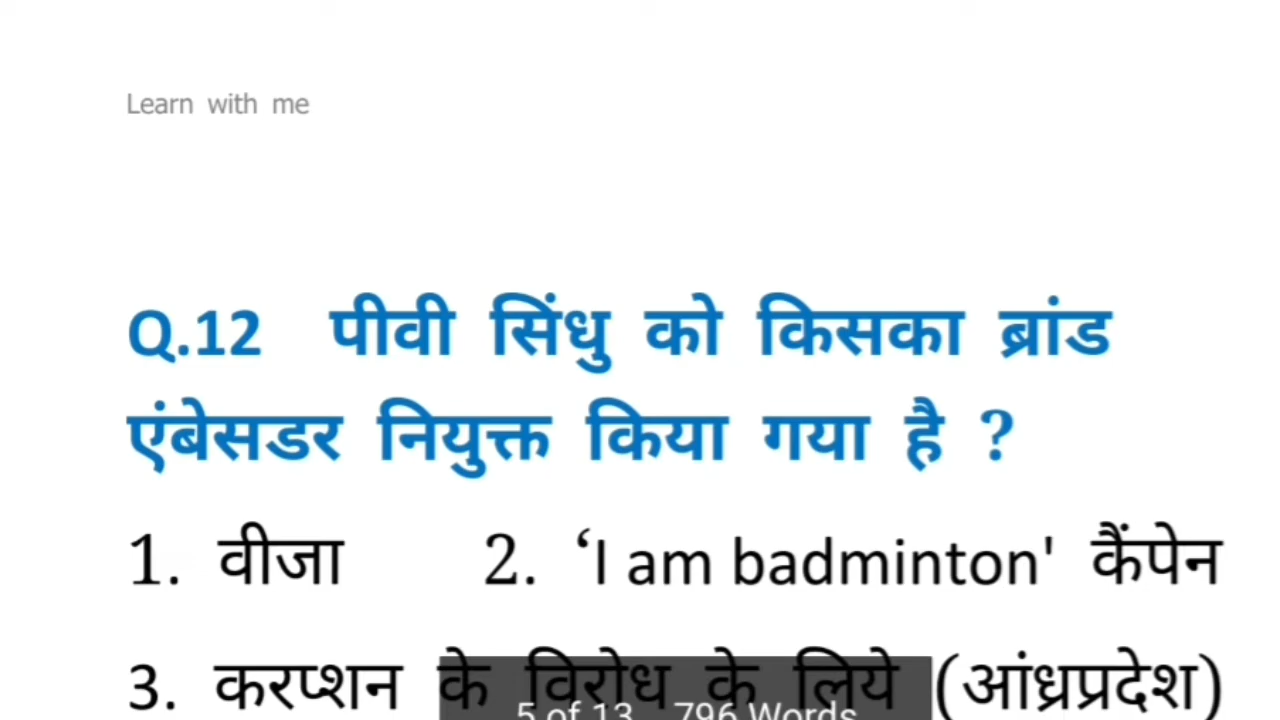 Learn with me
Q.12 पीवी सिंधु को किसका ब्रांड
एंबेसडर नियुक्त किया गया है ?
1. वीजा 2. ‘I am badminton' कैंपेन
3. करप्शन के विरोध के लिये (आंध्रप्रदेश)
5 of 13 796 Words